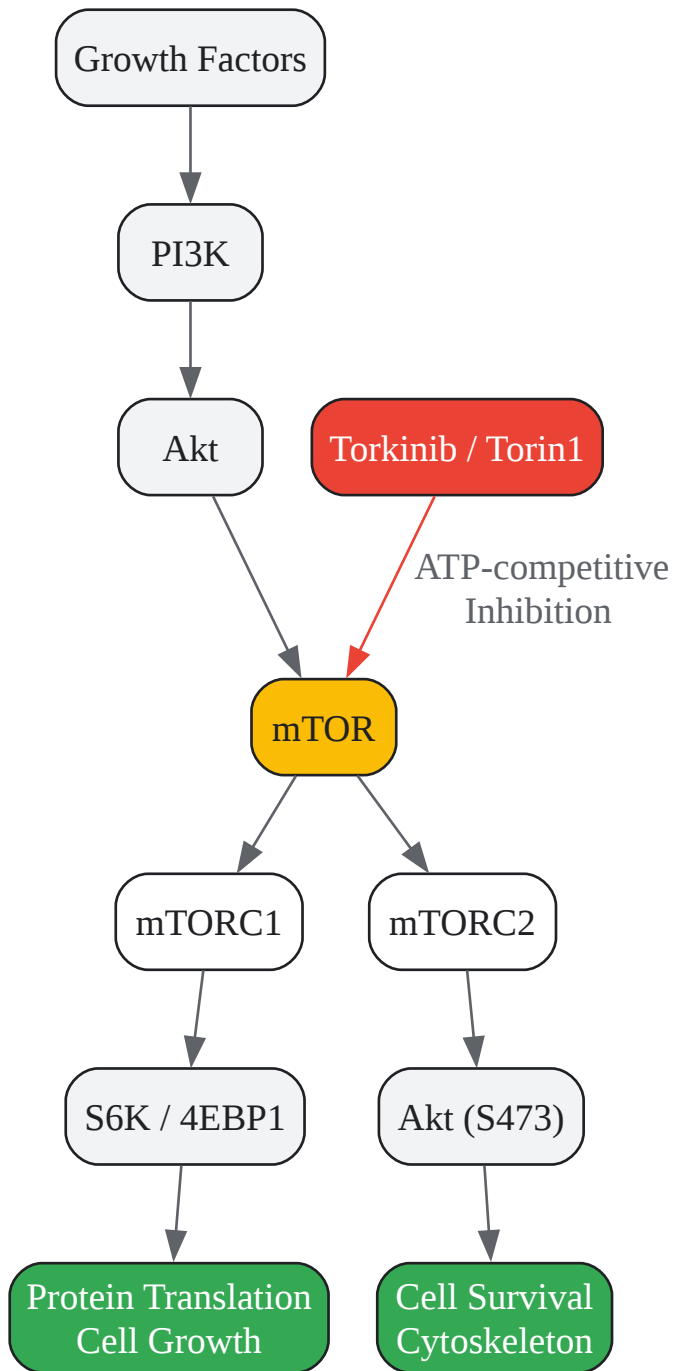 Growth Factors
PI3K
Akt
Torkinib / Torin1
ATP-competitive
Inhibition
mTOR
mTORC1
mTORC2
S6K / 4EBP1
Akt (S473)
Protein Translation
Cell Growth
Cell Survival
Cytoskeleton